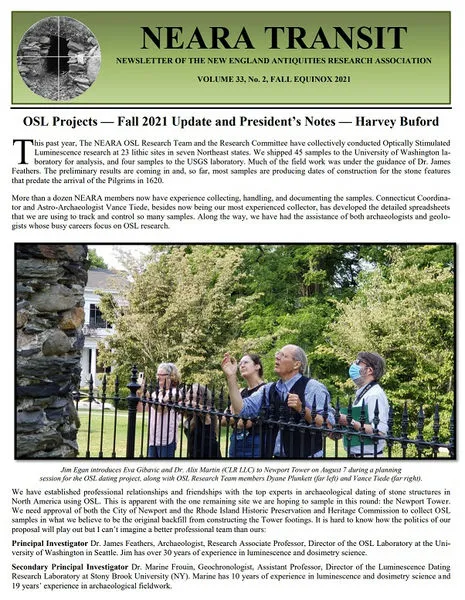 NEARA TRANSIT
NEWSLETTER OF THE NEW ENGLAND ANTIQUITIES RESEARCH ASSOCIATION
VOLUME 33, No. 2, FALL EQUINOX 2021
OSL Projects — Fall 2021 Update and President’s Notes — Harvey Buford
This past year, The NEARA OSL Research Team and the Research Committee have collectively conducted Optically Stimulated
Luminescence research at 23 lithic sites in seven Northeast states. We shipped 45 samples to the University of Washington la-
boratory for analysis, and four samples to the USGS laboratory. Much of the field work was under the guidance of Dr. James
Feathers. The preliminary results are coming in and, so far, most samples are producing dates of construction for the stone features
that predate the arrival of the Pilgrims in 1620.
More than a dozen NEARA members now have experience collecting, handling, and documenting the samples. Connecticut Coordina-
tor and Astro-Archaeologist Vance Tiede, besides now being our most experienced collector, has developed the detailed spreadsheets
that we are using to track and control so many samples. Along the way, we have had the assistance of both archaeologists and geolo-
gists whose busy careers focus on OSL research.
Jim Egan introduces Eva Gibavic and Dr. Alix Martin (CLR LLC) to Newport Tower on August 7 during a planning
session for the OSL dating project, along with OSL Research Team members Dyane Plunkett (far left) and Vance Tiede (far right).
We have established professional relationships and friendships with the top experts in archaeological dating of stone structures in
North America using OSL. This is apparent with the one remaining site we are hoping to sample in this round: the Newport Tower.
We need approval of both the City of Newport and the Rhode Island Historic Preservation and Heritage Commission to collect OSL
samples in what we believe to be the original backfill from constructing the Tower footings. It is hard to know how the politics of our
proposal will play out but I can’t imagine a better professional team than ours:
Principal Investigator Dr. James Feathers, Archaeologist, Research Associate Professor, Director of the OSL Laboratory at the Uni-
versity of Washington in Seattle. Jim has over 30 years of experience in luminescence and dosimetry science.
Secondary Principal Investigator Dr. Marine Frouin, Geochronologist, Assistant Professor, Director of the Luminescence Dating
Research Laboratory at Stony Brook University (NY). Marine has 10 years of experience in luminescence and dosimetry science and
19 years’ experience in archaeological fieldwork.